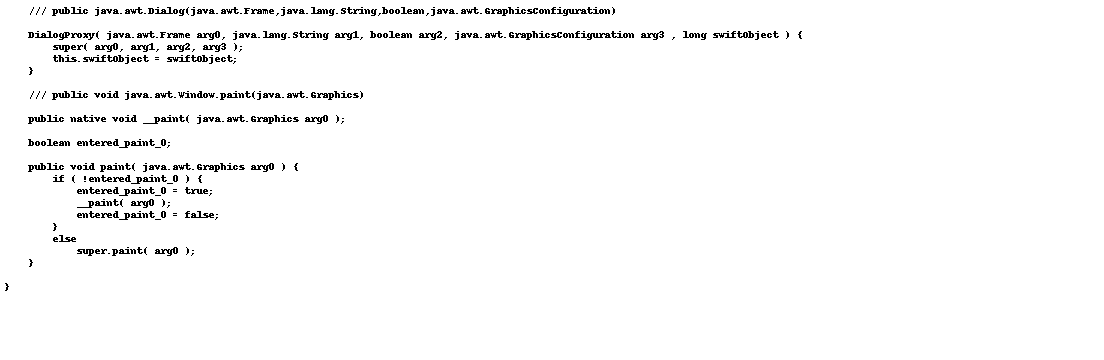 /// public java.awt.Dialog(java.awt.Frame,java.lang.String,boolean,java.awt.GraphicsConfiguration)
DialogProxy( java.awt.Frame arg0, java.lang.String arg1, boolean arg2, java.awt.GraphicsConfiguration arg3 , long swiftObject ) {
super( arg0, arg1, arg2, arg3 );
this.swiftObject = swiftObject;
}
/// public void java.awt.Window.paint(java.awt.Graphics)
public native void __paint( java.awt.Graphics arg0 );
boolean entered_paint_0;
public void paint( java.awt.Graphics arg0 ) {
if ( !entered_paint_0 ) {
entered_paint_0 = true;
__paint( arg0 );
entered_paint_0 = false;
}
else
super.paint( arg0 );
}
}